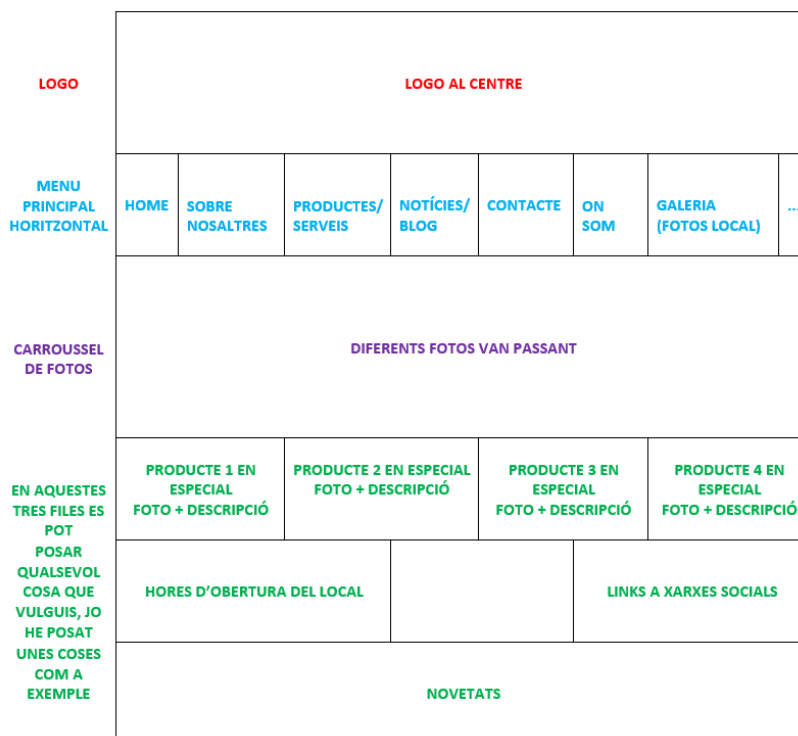 LOGO
LOGO AL CENTRE
MENU
PRINCIPAL
HORITZONTAL
HOME
SOBRE
NOSALTRES
PRODUCTES/
SERVEIS
NOTÍCIES/
BLOG
CONTACTE
ON
SOM
GALERIA
(FOTOS LOCAL)
...
CARROUSSEL
DE FOTOS
DIFERENTS FOTOS VAN PASSANT
EN AQUESTES
TRES FILES ES
POT
POSAR
QUALSEVOL
COSA QUE
VULGUIS, JO
HE POSAT
UNES COSES
COM A
EXEMPLE
PRODUCTE 1 EN
ESPECIAL
FOTO + DESCRIPCIÓ
PRODUCTE 2 EN ESPECIAL
FOTO + DESCRIPCIÓ
PRODUCTE 3 EN
ESPECIAL
FOTO + DESCRIPCIÓ
PRODUCTE 4 EN
ESPECIAL
FOTO + DESCRIPCIÓ
HORES D’OBERTURA DEL LOCAL
LINKS A XARXES SOCIALS
NOVETATS